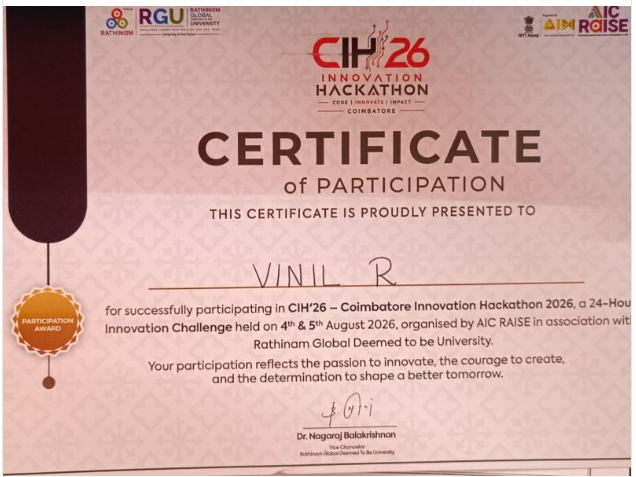 RATHINAM
RGU
RATHINAM
GLOBAL
UNIVERSITY
AIM
AIC
RAISE
CIH'26
INNOVATION
HACKATHON
CODE | INNOVATE | IMPACT
COIMBATORE
CERTIFICATE
of PARTICIPATION
THIS CERTIFICATE IS PROUDLY PRESENTED TO
VINIL R
PARTICIPATION
AWARD
for successfully participating in CIH'26 – Coimbatore Innovation Hackathon 2026, a 24-Hou
Innovation Challenge held on 4th & 5th August 2026, organised by AIC RAISE in association wit
Rathinam Global Deemed to be University.
Your participation reflects the passion to innovate, the courage to create,
and the determination to shape a better tomorrow.
Dr. Nagaraj Balakrishnan
Vice Chancellor
Rathinam Global Deemed To Be University